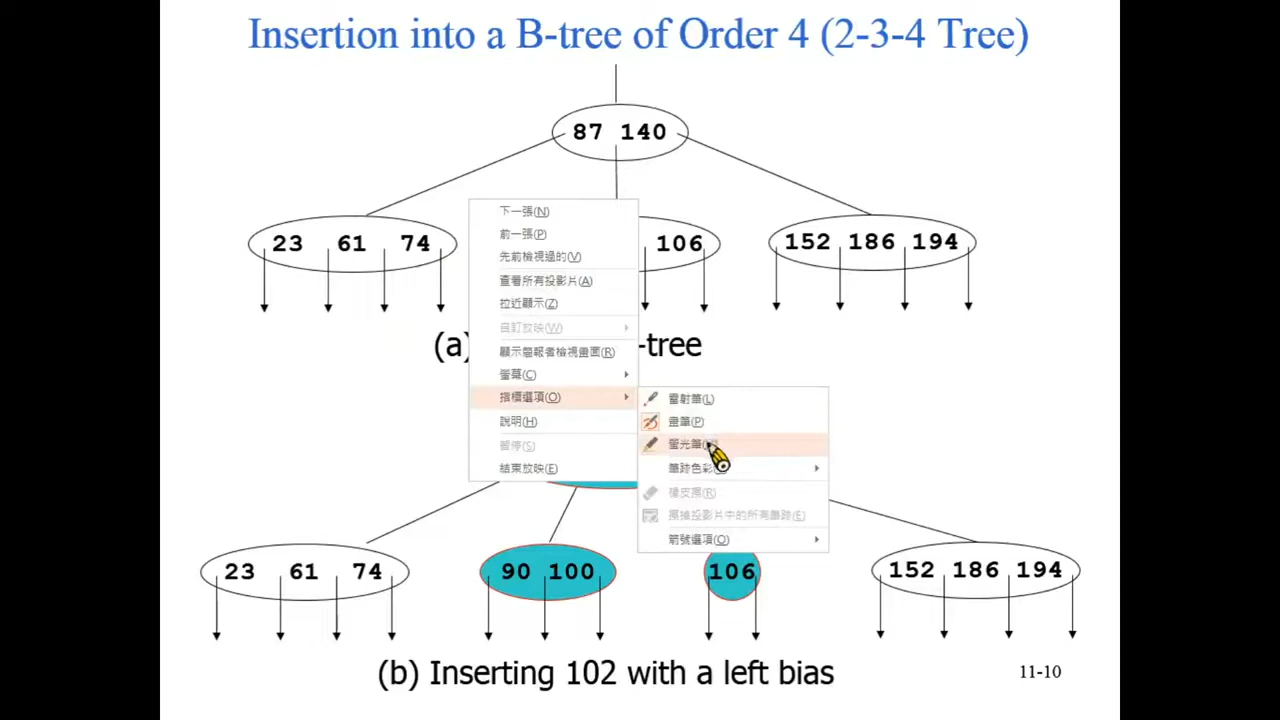 Insertion into a B-tree of Order 4 (2-3-4 Tree)
87 140
23 61 74
106
152 186 194
(a)
-tree
下一張(N)
前一張(P)
先前檢視過的(V)
查看所有投影片(A)
拉近顯示(Z)
自訂放映(W)
顯示簡報者檢視畫面(R)
螢幕(C)
指標選項(O)
說明(H)
暫停(S)
結束放映(E)
雷射筆(L)
畫筆(P)
螢光筆
筆跡色彩
橡皮擦(R)
擦掉投影片中的所有筆跡(E)
箭號選項(O)
23 61 74
90 100
106
152 186 194
(b) Inserting 102 with a left bias
11-10